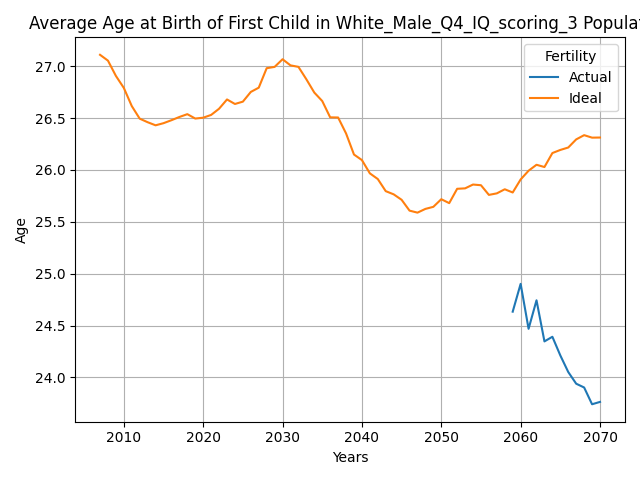 Average Age at Birth of First Child in White_Male_Q4_IQ_scoring_3 Populat
Fertility
Actual
Ideal
27.0
26.5
26.0
25.5
25.0
24.5
24.0
Age
2010 2020 2030 2040 2050 2060 2070
Years